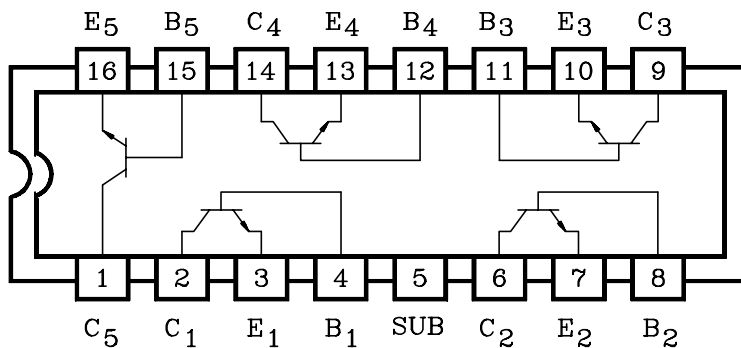 E₅ B₅ C₄ E₄ B₄ B₃ E₃ C₃
16 15 14 13 12 11 10 9
1 2 3 4 5 6 7 8
C₅ C₁ E₁ B₁ SUB C₂ E₂ B₂